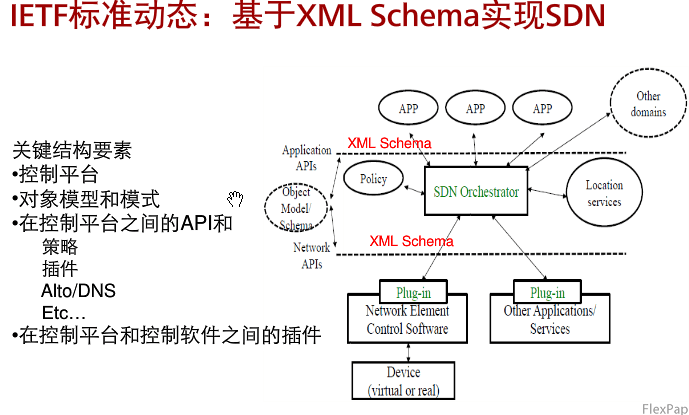 IETF标准动态：基于XML Schema实现SDN
关键结构要素
•控制平台
•对象模型和模式
•在控制平台之间的API和
策略
插件
Alto/DNS
Etc…
•在控制平台和控制软件之间的插件
APP
APP
APP
Other
domains
XML Schema
Application
APIs
Policy
SDN Orchestrator
Location
services
Object
Model/
Schema
XML Schema
Network
APIs
Plug-in
Network Element
Control Software
Plug-in
Other Applications/
Services
Device
(virtual or real)
FlexPap